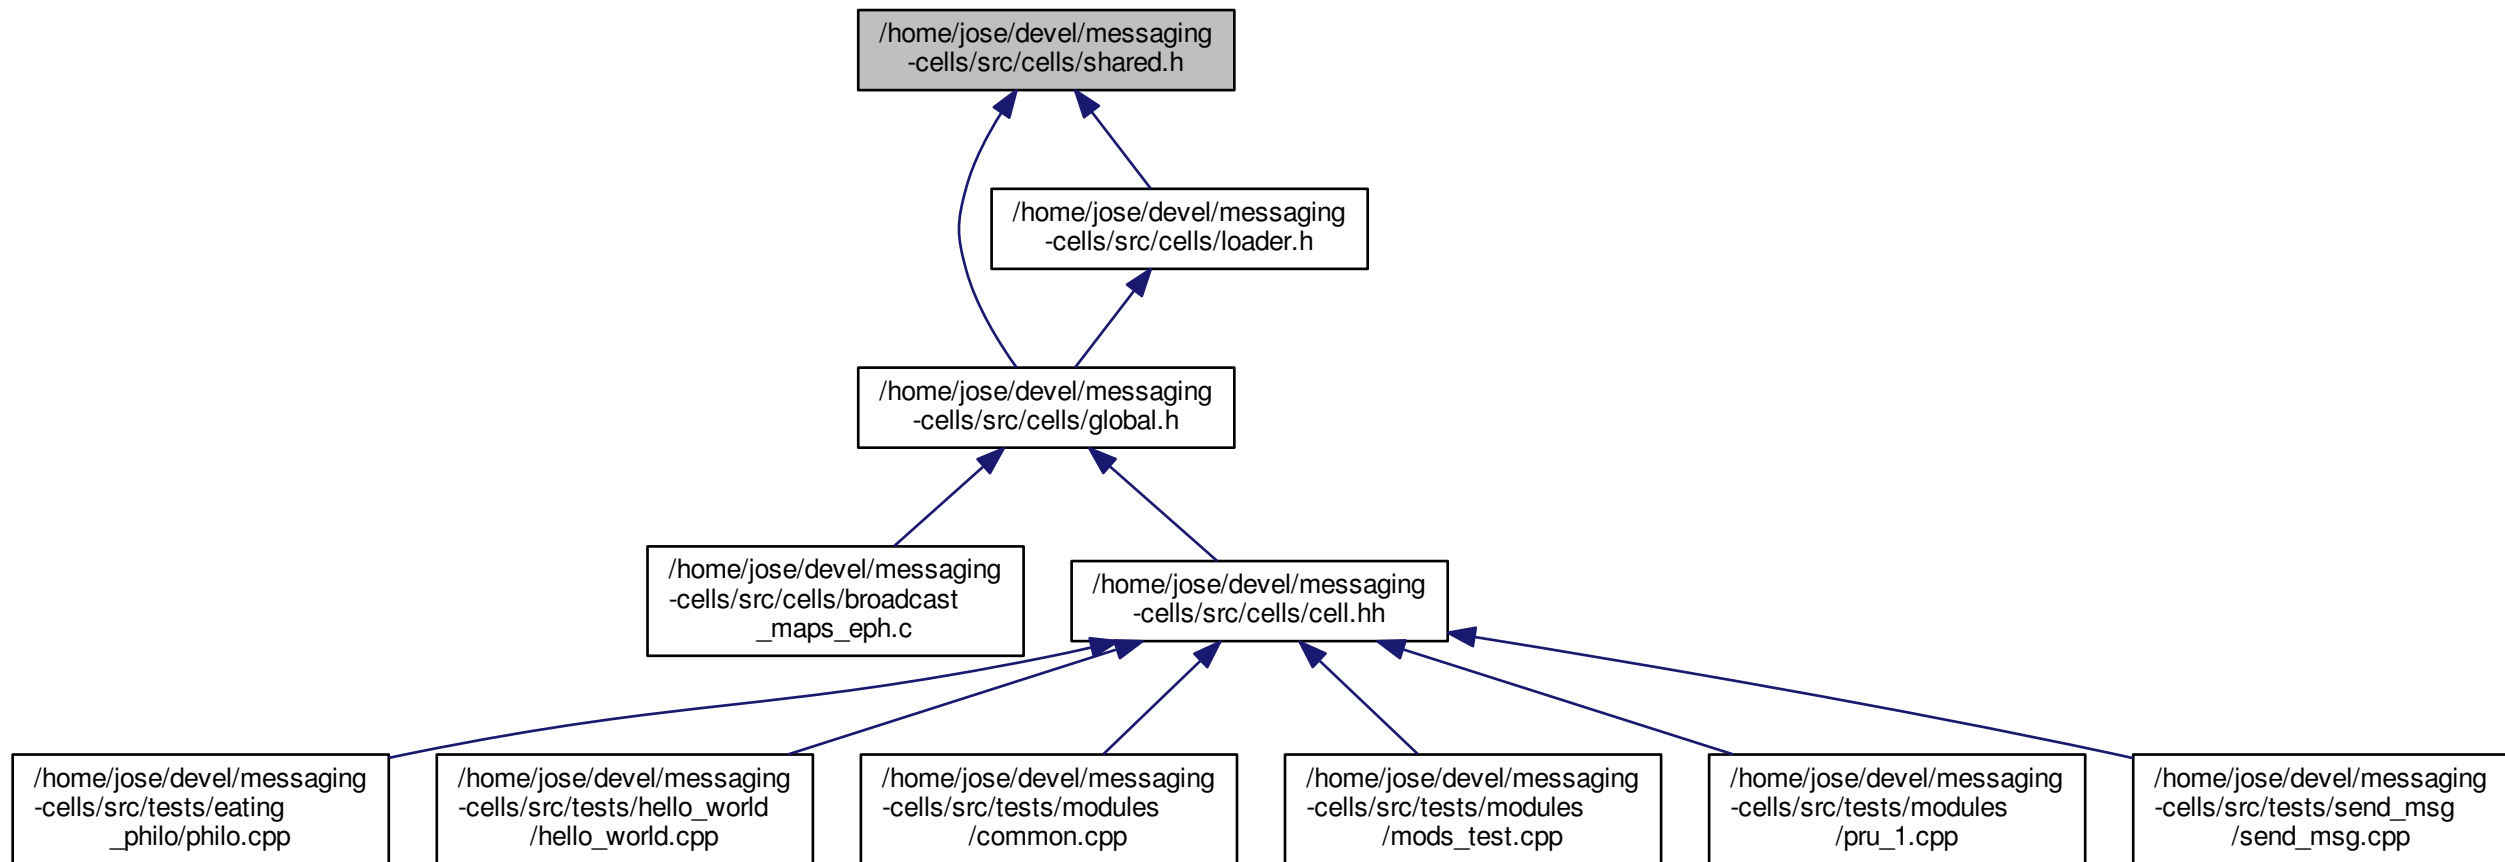 /home/jose/devel/messaging
-cells/src/cells/shared.h
/home/jose/devel/messaging
-cells/src/cells/loader.h
/home/jose/devel/messaging
-cells/src/cells/global.h
/home/jose/devel/messaging
-cells/src/cells/broadcast
_maps_eph.c
/home/jose/devel/messaging
-cells/src/cells/cell.hh
/home/jose/devel/messaging
-cells/src/tests/eating
_philo/philo.cpp
/home/jose/devel/messaging
-cells/src/tests/hello_world
/hello_world.cpp
/home/jose/devel/messaging
-cells/src/tests/modules
/common.cpp
/home/jose/devel/messaging
-cells/src/tests/modules
/mods_test.cpp
/home/jose/devel/messaging
-cells/src/tests/modules
/pru_1.cpp
/home/jose/devel/messaging
-cells/src/tests/send_msg
/send_msg.cpp